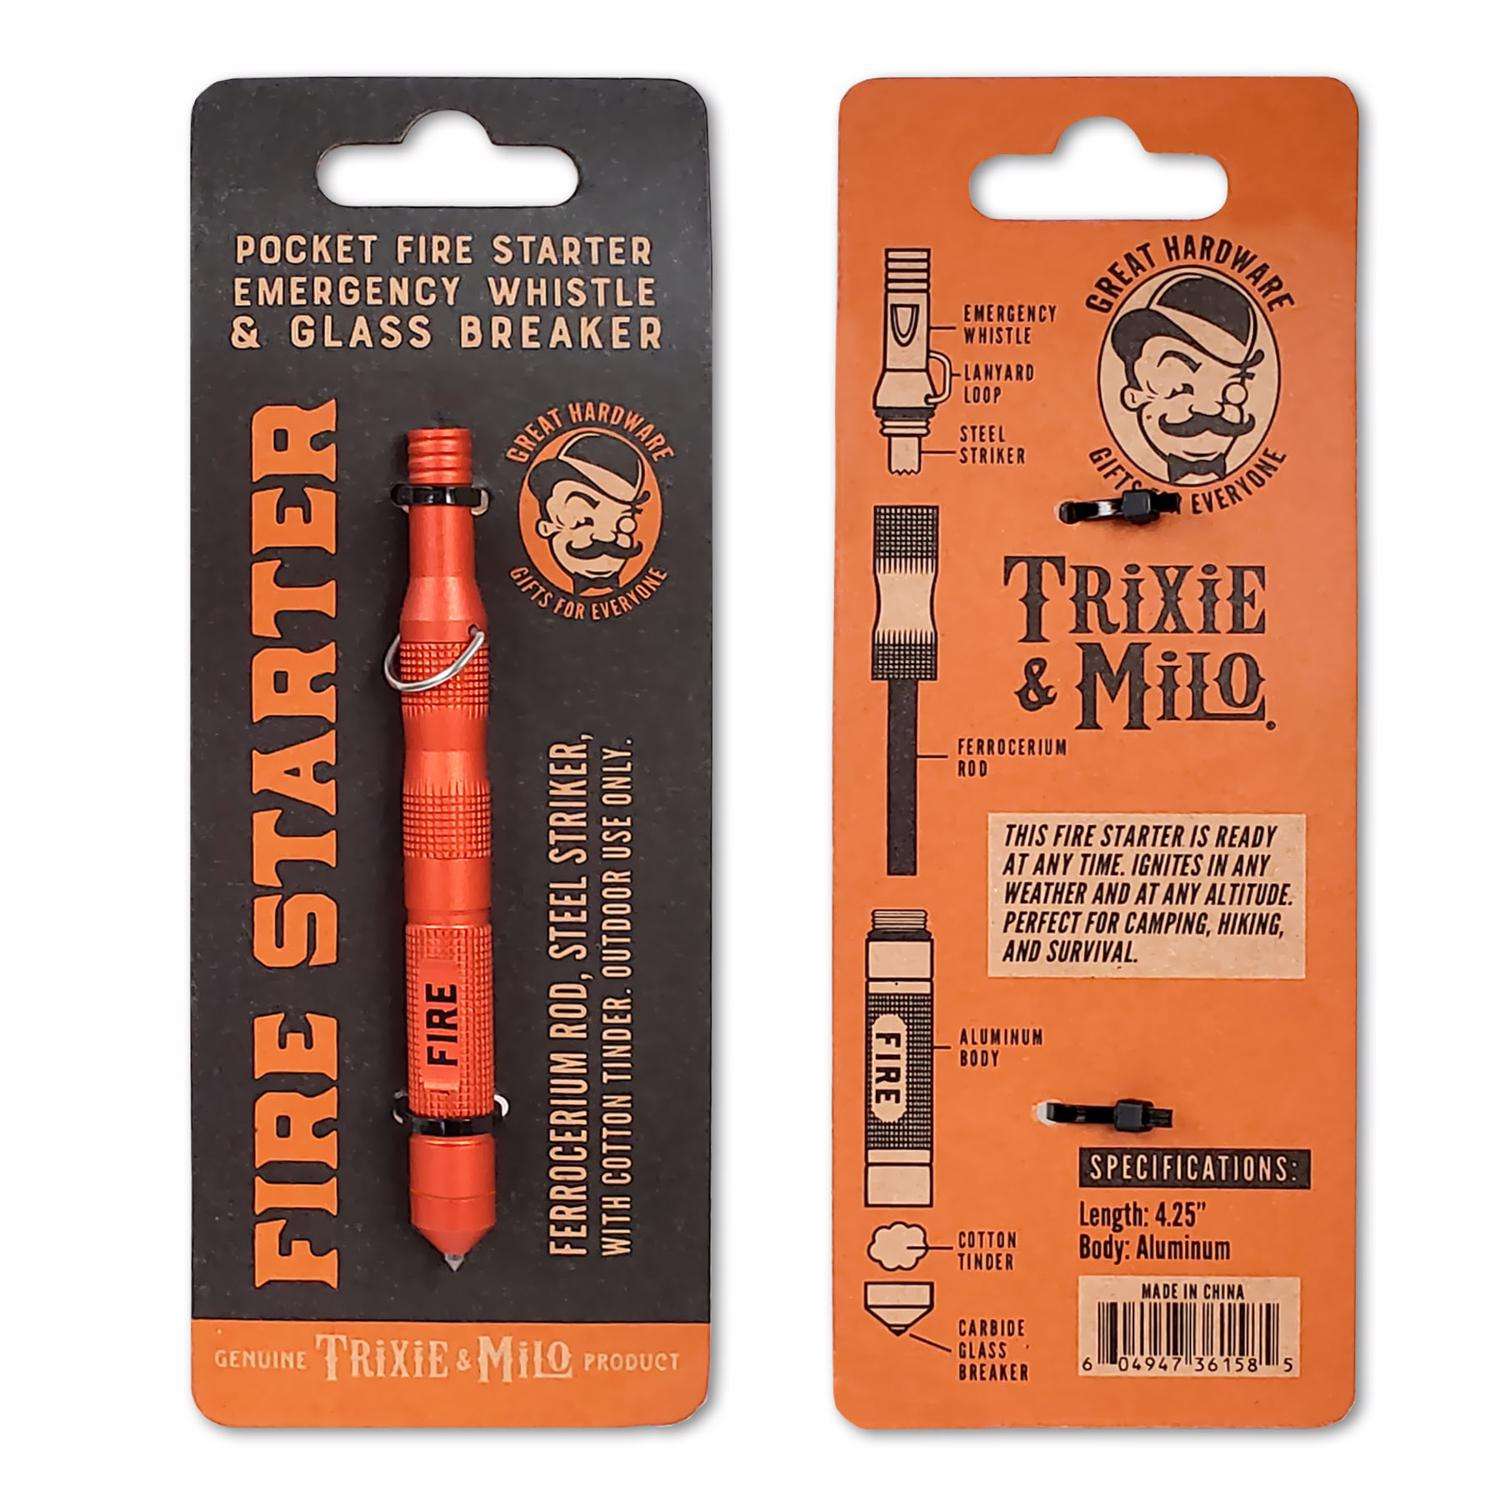 POCKET FIRE STARTER
EMERGENCY WHISTLE
& GLASS BREAKER
FIRE STARTER
GREAT HARDWARE
GIFTS FOR EVERYONE
FIRE
FERROCERIUM ROD, STEEL STRIKER,
WITH COTTON TINDER. OUTDOOR USE ONLY.
GENUINE TRIXIE & MILO PRODUCT
EMERGENCY
WHISTLE
LANYARD
LOOP
STEEL
STRIKER
GREAT HARDWARE
GIFTS FOR EVERYONE
TRIXIE
& MILO®
FERROCERIUM
ROD
THIS FIRE STARTER IS READY
AT ANY TIME. IGNITES IN ANY
WEATHER AND AT ANY ALTITUDE.
PERFECT FOR CAMPING, HIKING,
AND SURVIVAL.
FIRE
ALUMINUM
BODY
COTTON
TINDER
CARBIDE
GLASS
BREAKER
SPECIFICATIONS:
Length: 4.25”
Body: Aluminum
MADE IN CHINA
6 04947 36158 5